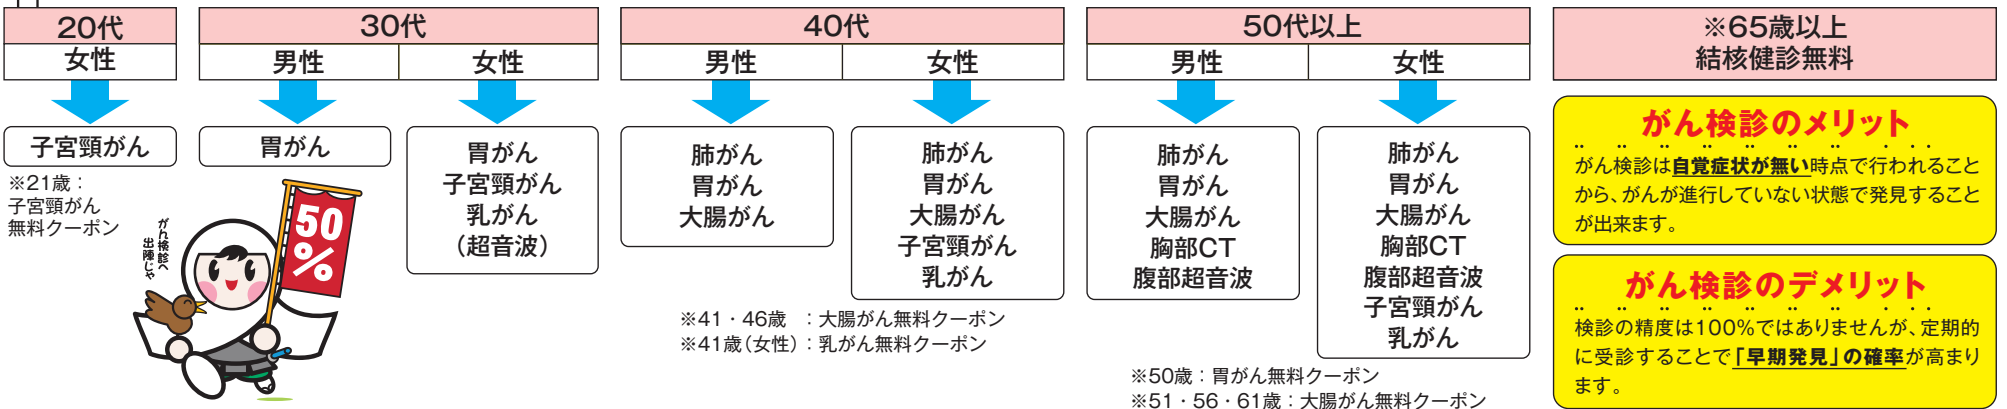 20代
女性
子宮頸がん
※21歳：
子宮頸がん
無料クーポン
がん検診へ
出陣じゃ
50
%
30代
男性
女性
胃がん
胃がん
子宮頸がん
乳がん
（超音波）
40代
男性
女性
肺がん
胃がん
大腸がん
肺がん
胃がん
大腸がん
子宮頸がん
乳がん
※41・46歳　：大腸がん無料クーポン
※41歳（女性）：乳がん無料クーポン
50代以上
男性
女性
肺がん
胃がん
大腸がん
胸部CT
腹部超音波
肺がん
胃がん
大腸がん
胸部CT
腹部超音波
子宮頸がん
乳がん
※50歳：胃がん無料クーポン
※51・56・61歳：大腸がん無料クーポン
※65歳以上
結核健診無料
がん検診のメリット
がん検診は自覚症状が無い時点で行われること
から、がんが進行していない状態で発見すること
が出来ます。
がん検診のデメリット
検診の精度は100%ではありませんが、定期的
に受診することで「早期発見」の確率が高まり
ます。